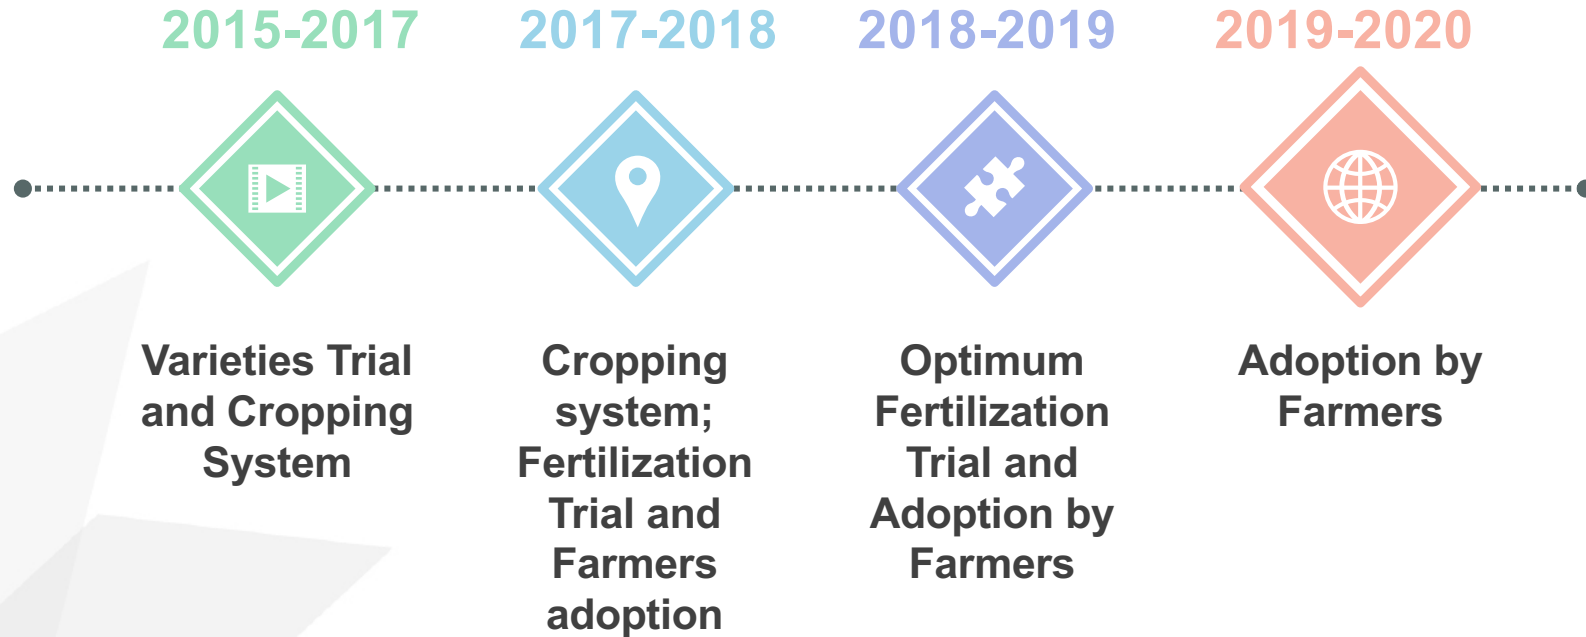 2015-2017
2017-2018
2018-2019
2019-2020
Varieties Trial
and Cropping
System
Cropping
system;
Fertilization
Trial and
Farmers
adoption
Optimum
Fertilization
Trial and
Adoption by
Farmers
Adoption by
Farmers